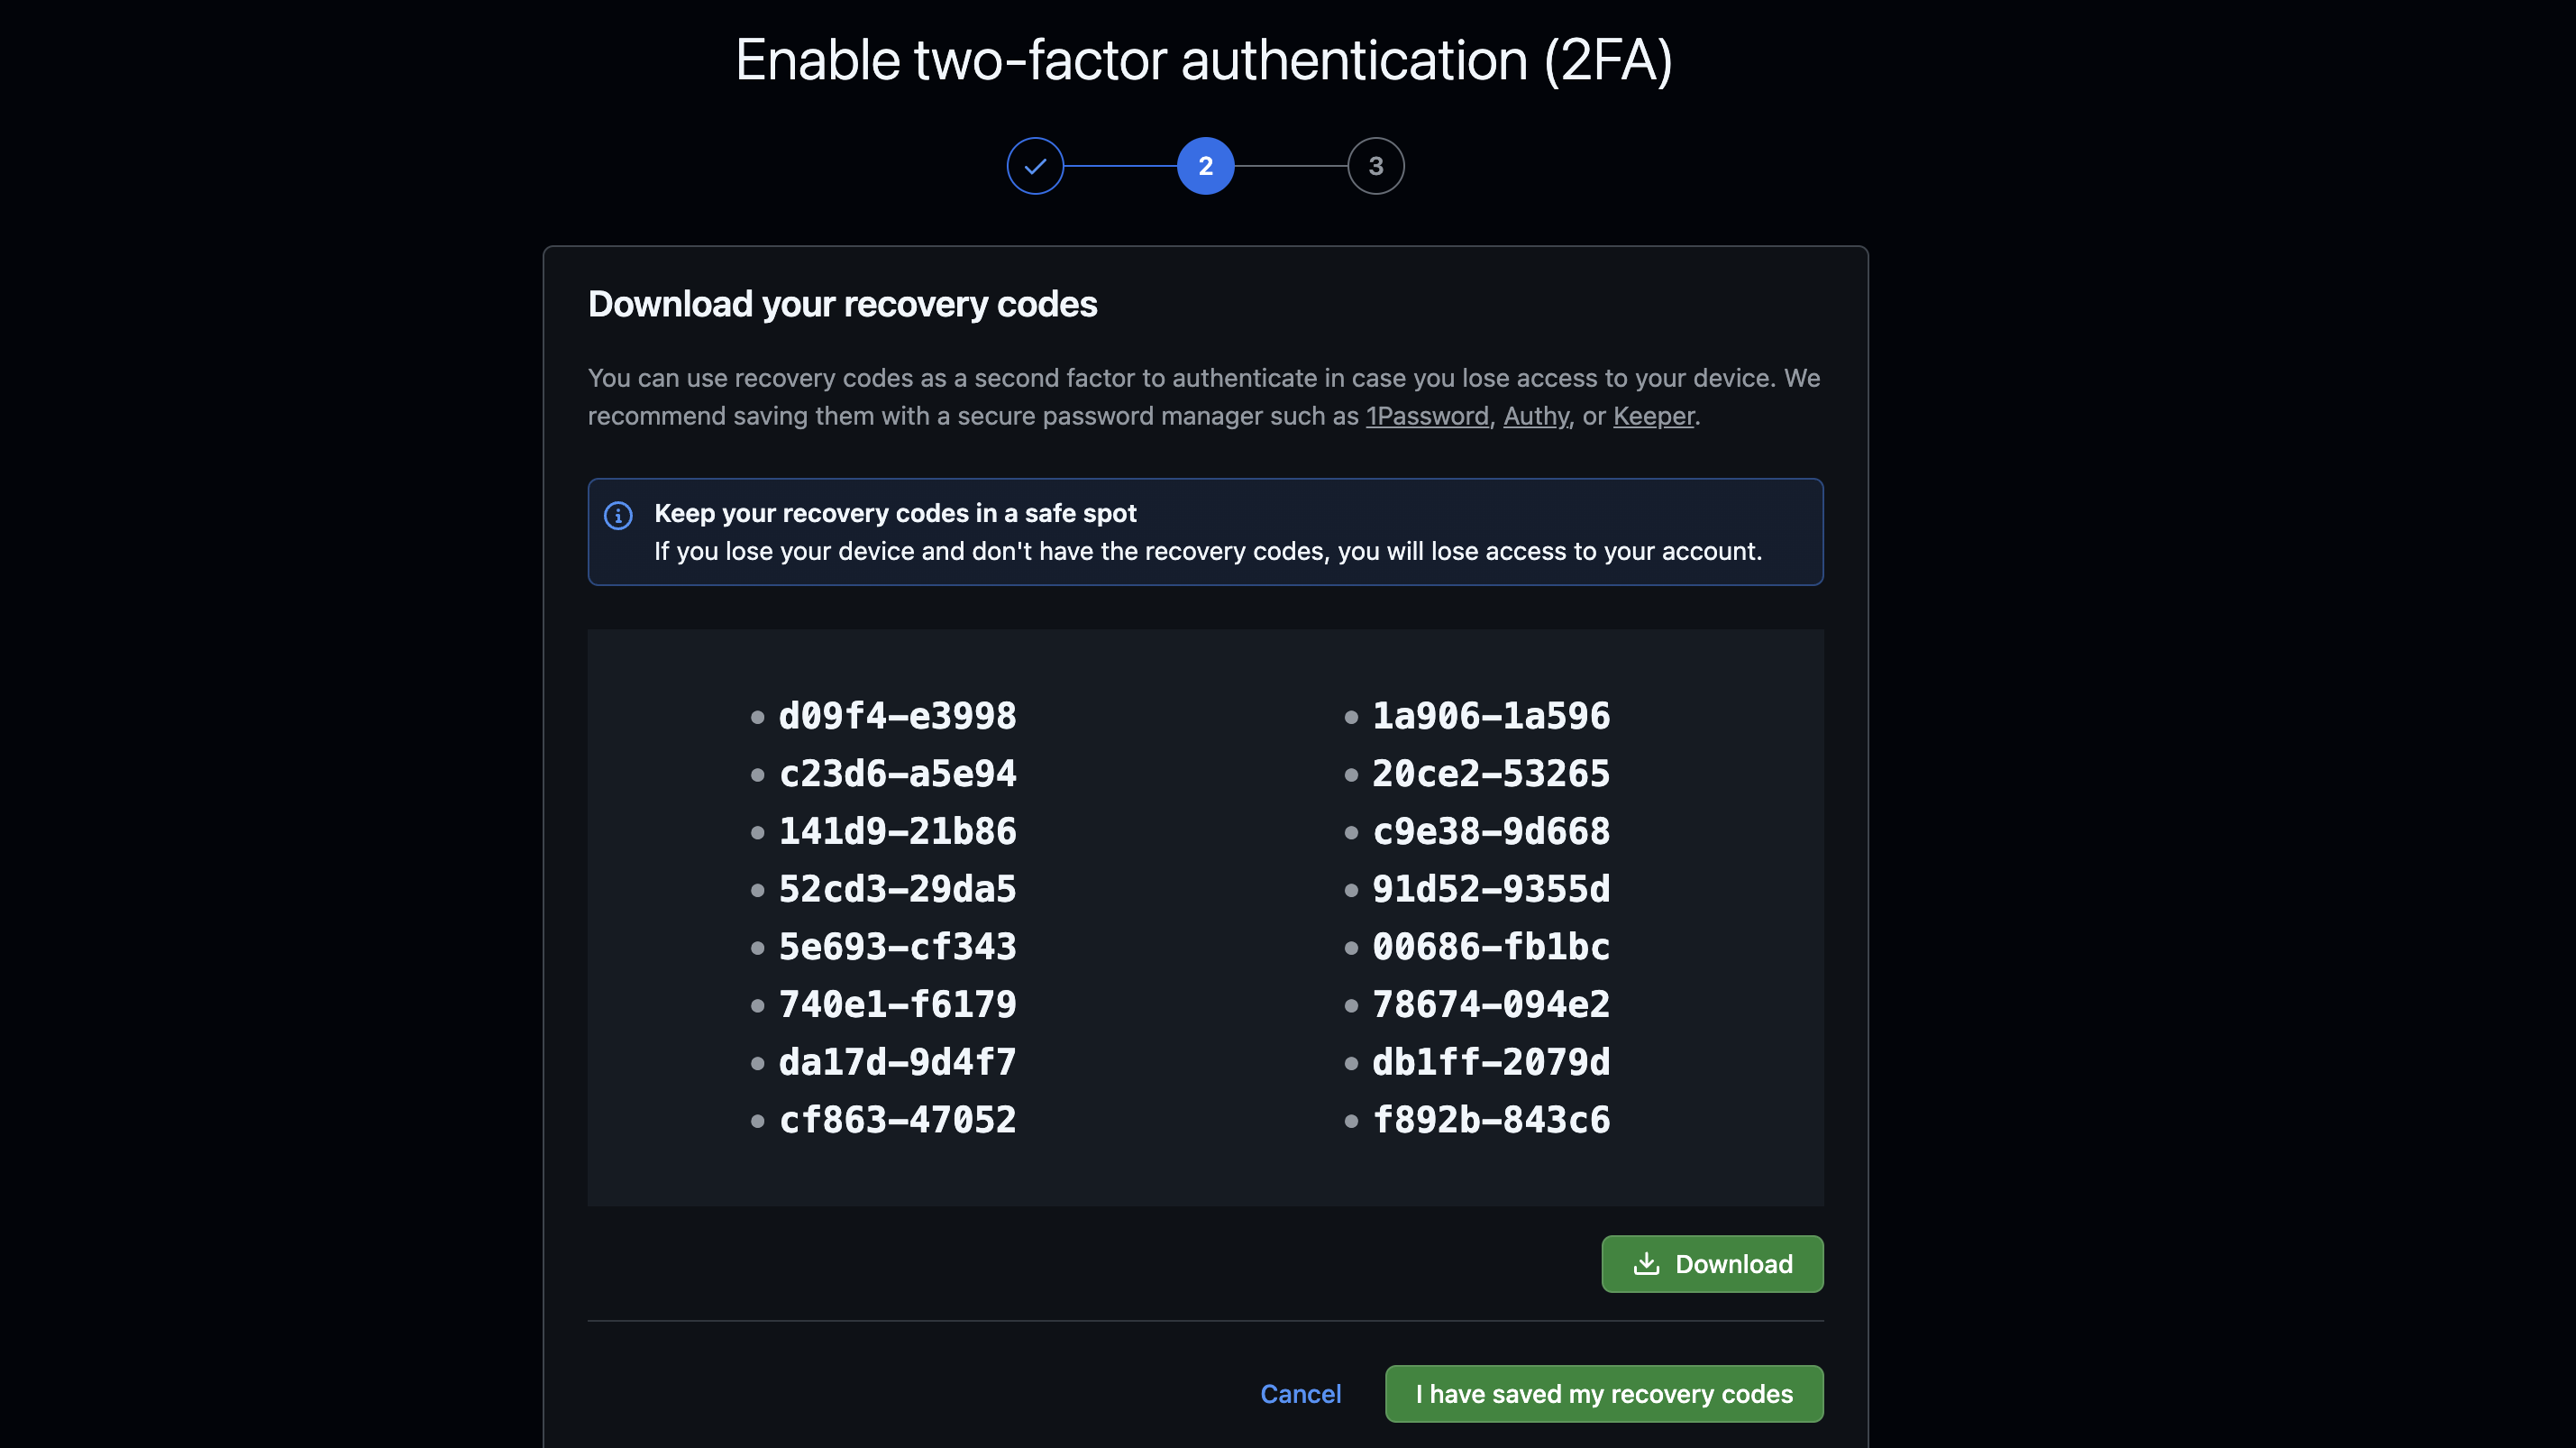 Enable two-factor authentication (2FA)
2
3
Download your recovery codes
You can use recovery codes as a second factor to authenticate in case you lose access to your device. We
recommend saving them with a secure password manager such as 1Password, Authy, or Keeper.
Keep your recovery codes in a safe spot
If you lose your device and don't have the recovery codes, you will lose access to your account.
d09f4-e3998
1a906-1a596
c23d6-a5e94
20ce2-53265
141d9-21b86
c9e38-9d668
52cd3-29da5
91d52-9355d
5e693-cf343
00686-fb1bc
740e1-f6179
78674-094e2
da17d-9d4f7
db1ff-2079d
cf863-47052
f892b-843c6
Download
Cancel
I have saved my recovery codes